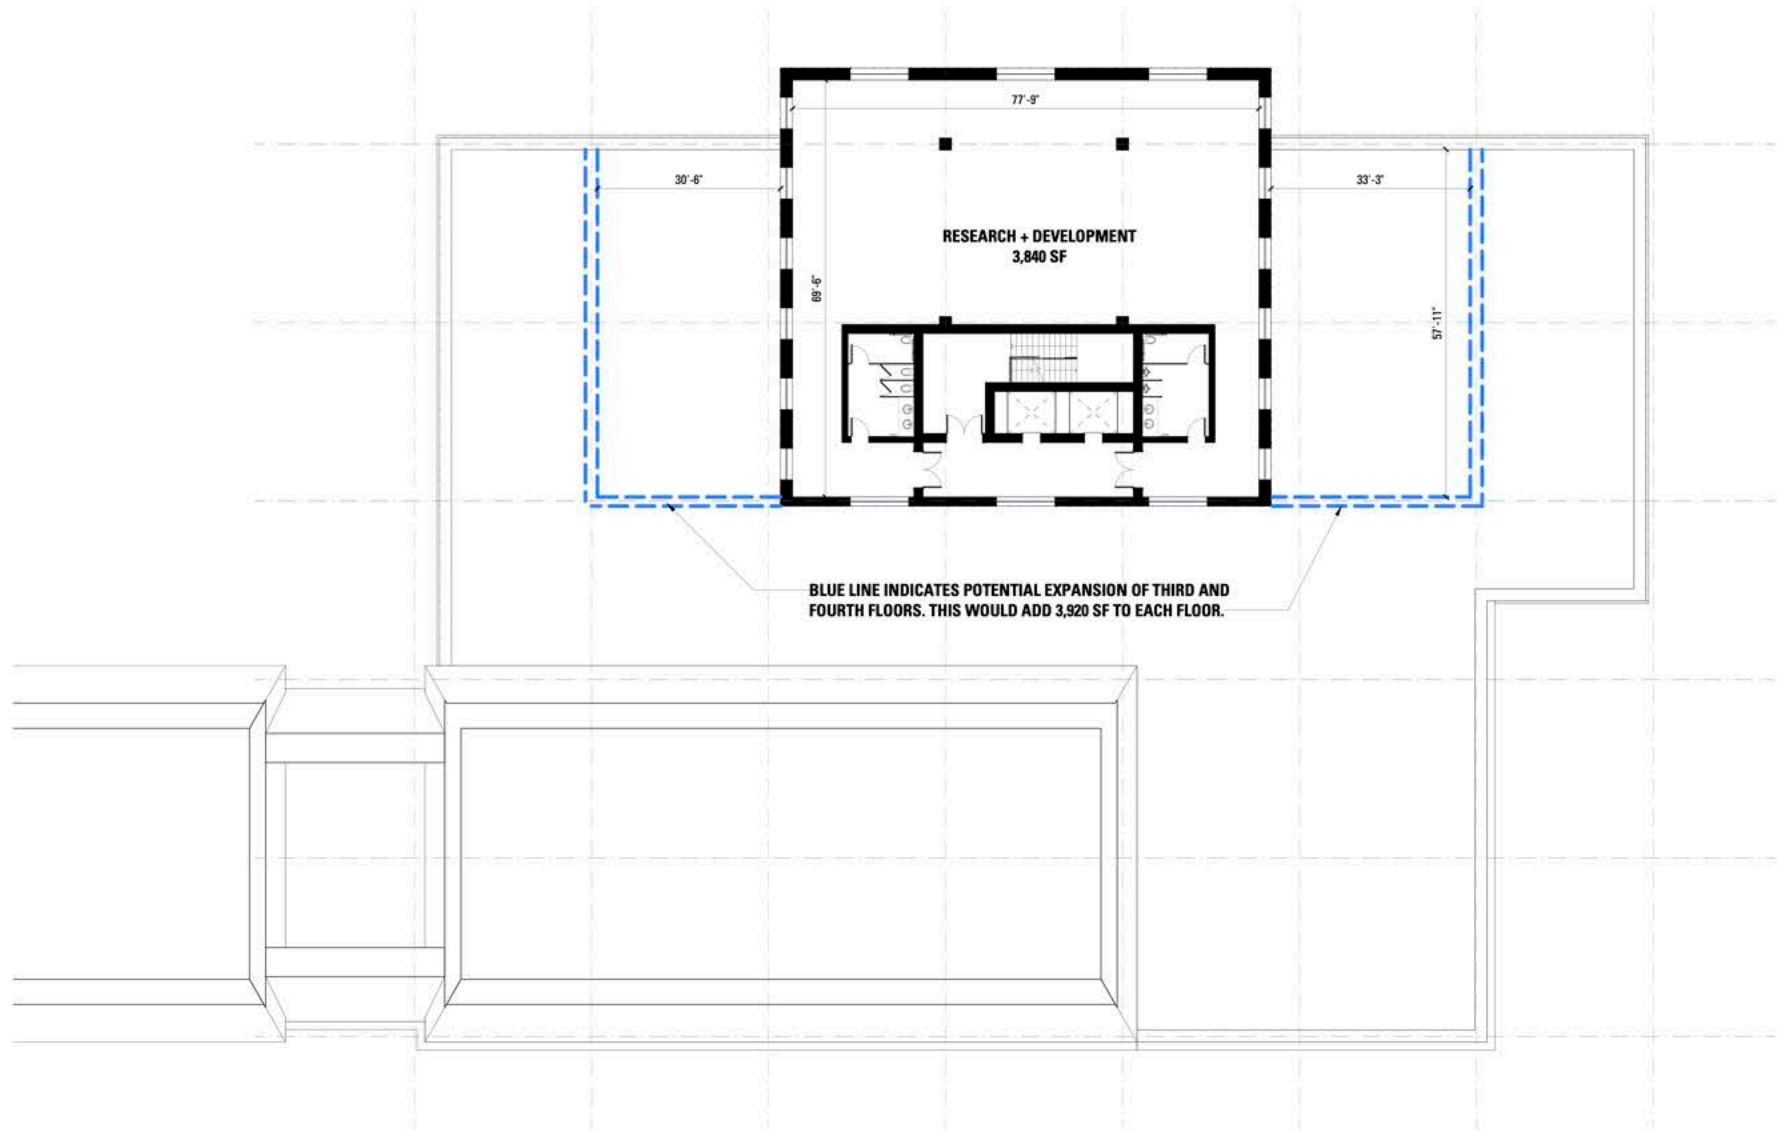 77'-9"
30'-6"
33'-3"
RESEARCH + DEVELOPMENT
3,840 SF
69'-6"
57'-11"
BLUE LINE INDICATES POTENTIAL EXPANSION OF THIRD AND
FOURTH FLOORS. THIS WOULD ADD 3,920 SF TO EACH FLOOR.